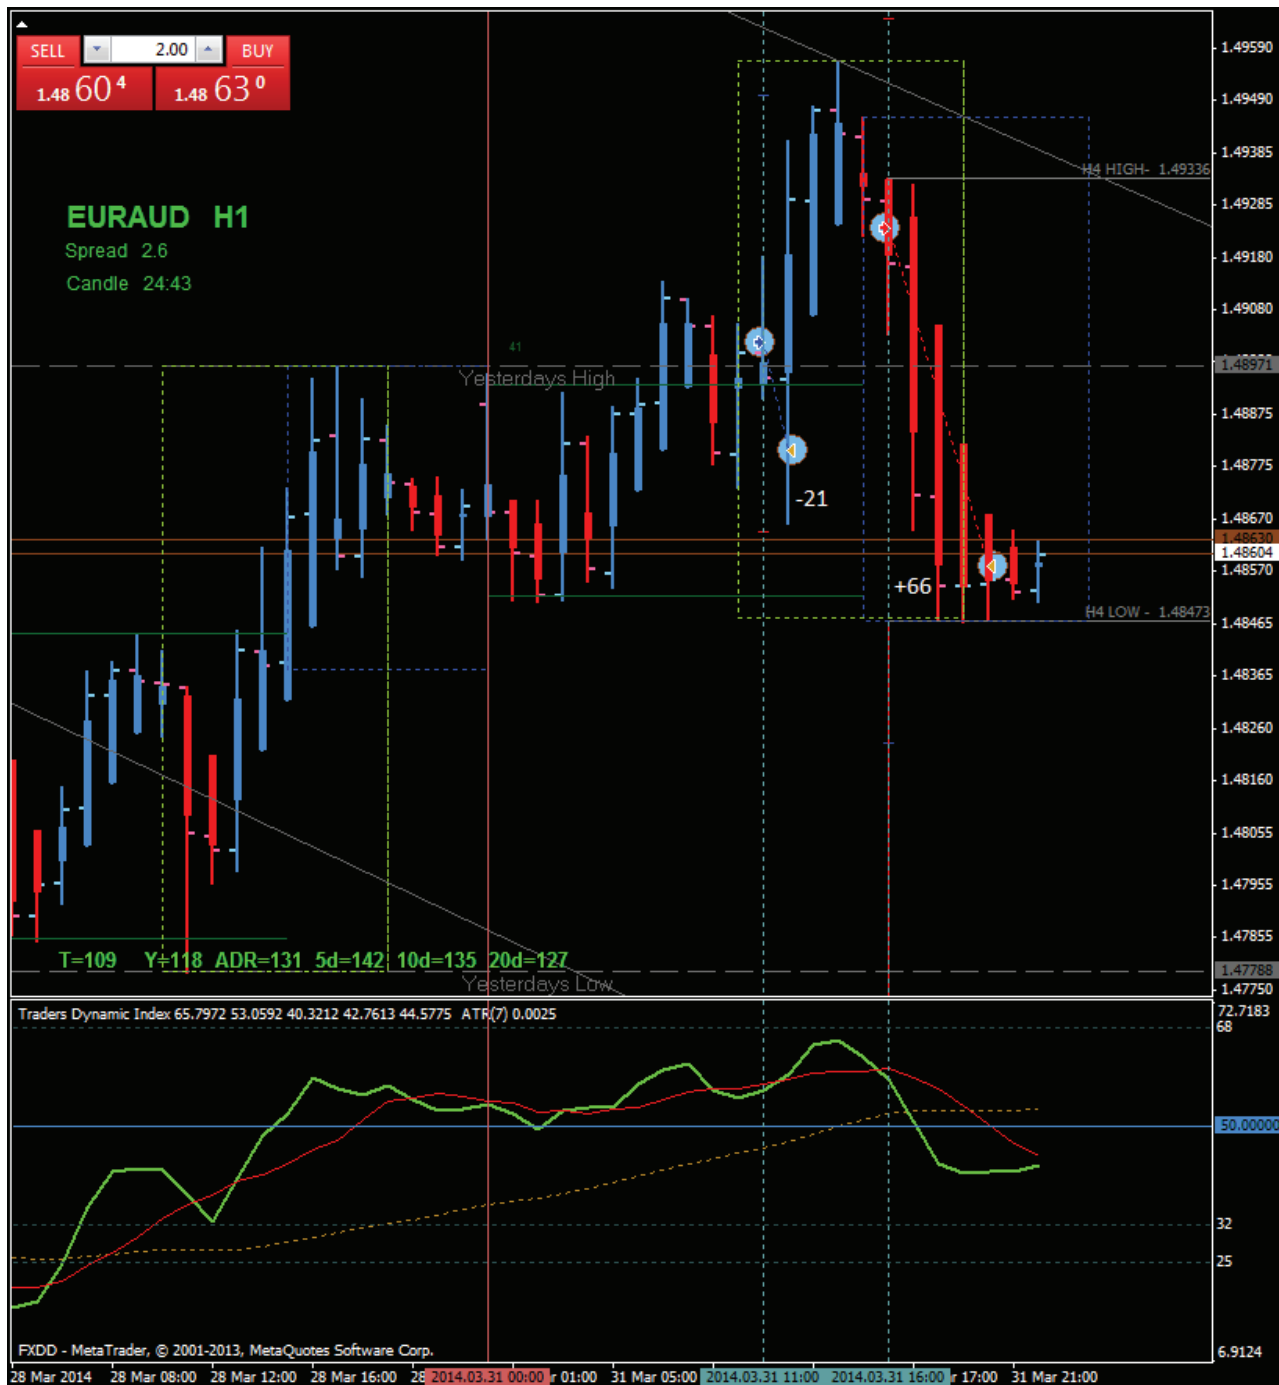 SELL 2.00 BUY
1.48 60 4 1.48 63 0
1.49590
1.49490
1.49385
H4 HIGH- 1.49336
1.49285
EURAUD H1
Spread 2.6
1.49180
Candle 24:43
1.49080
41
1.48971
Yesterdays High
1.48875
1.48775
-21
1.48670
1.48630
1.48604
1.48570
+66
H4 LOW - 1.48473
1.48465
1.48365
1.48260
1.48160
1.48055
1.47955
1.47855
T=109 Y=118 ADR=131 5d=142 10d=135 20d=127
1.47788
Yesterdays Low
1.47750
Traders Dynamic Index 65.7972 53.0592 40.3212 42.7613 44.5775 ATR(7) 0.0025
72.7183
68
50.00000
32
25
FXDD - MetaTrader, © 2001-2013, MetaQuotes Software Corp.
6.9124
28 Mar 2014 28 Mar 08:00 28 Mar 12:00 28 Mar 16:00 28 2014.03.31 00:00 r 01:00 31 Mar 05:00 2014.03.31 11:00 2014.03.31 16:00 r 17:00 31 Mar 21:00